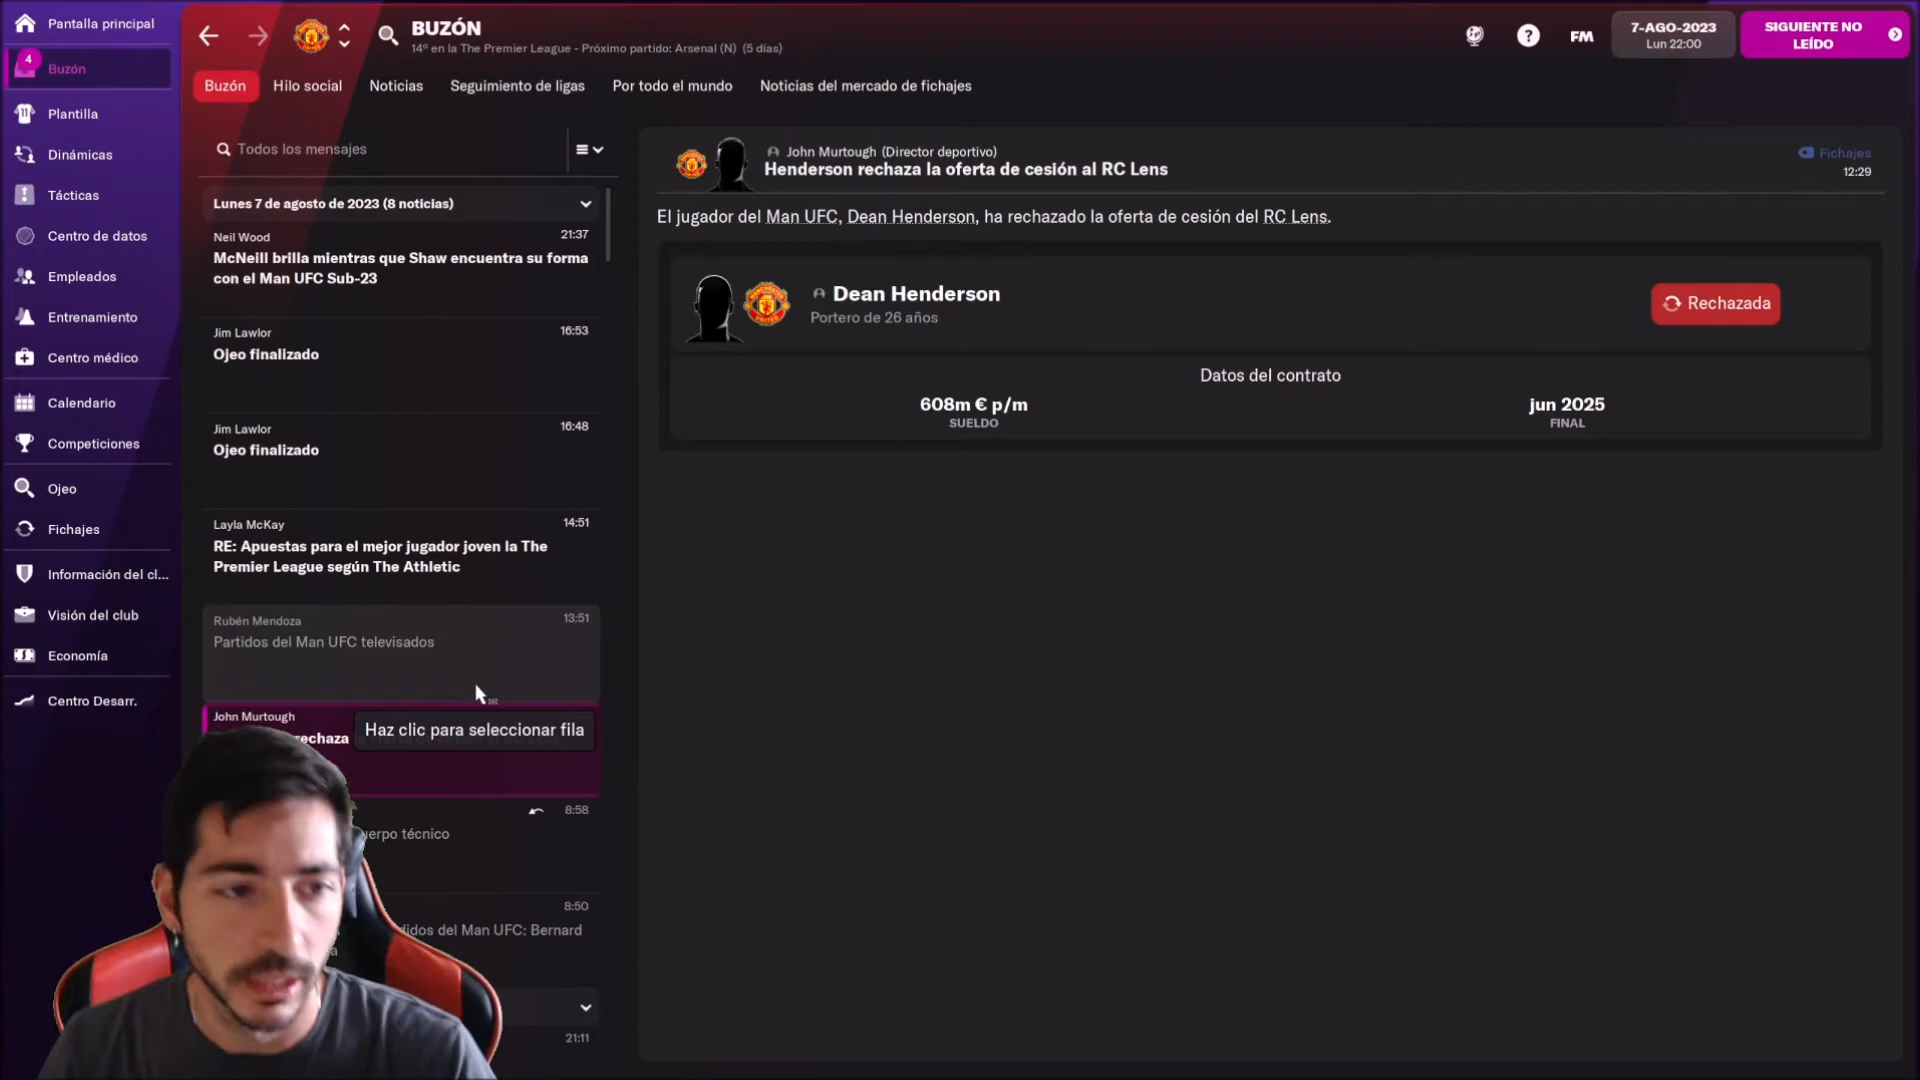 Pantalla principal
4
Buzón
Plantilla
Dinámicas
Tácticas
Centro de datos
Empleados
Entrenamiento
Centro médico
Calendario
Competiciones
Ojeo
Fichajes
Información del cl...
Visión del club
Economía
Centro Desarr.
BUZÓN
14º en la The Premier League - Próximo partido: Arsenal (N) (5 días)
FM
7-AGO-2023
Lun 22:00
SIGUIENTE NO
LEÍDO
Buzón
Hilo social
Noticias
Seguimiento de ligas
Por todo el mundo
Noticias del mercado de fichajes
Todos los mensajes
Lunes 7 de agosto de 2023 (8 noticias)
Neil Wood
21:37
McNeill brilla mientras que Shaw encuentra su forma
con el Man UFC Sub-23
Jim Lawlor
16:53
Ojeo finalizado
Jim Lawlor
16:48
Ojeo finalizado
Layla McKay
14:51
RE: Apuestas para el mejor jugador joven la The
Premier League según The Athletic
Rubén Mendoza
13:51
Partidos del Man UFC televisados
John Murtough
echaza
Haz clic para seleccionar fila
8:58
uerpo técnico
8:50
didos del Man UFC: Bernard
a
21:11
John Murtough (Director deportivo)
Henderson rechaza la oferta de cesión al RC Lens
Fichajes
12:29
El jugador del Man UFC, Dean Henderson, ha rechazado la oferta de cesión del RC Lens.
Dean Henderson
Portero de 26 años
Rechazada
Datos del contrato
608m € p/m
SUELDO
jun 2025
FINAL